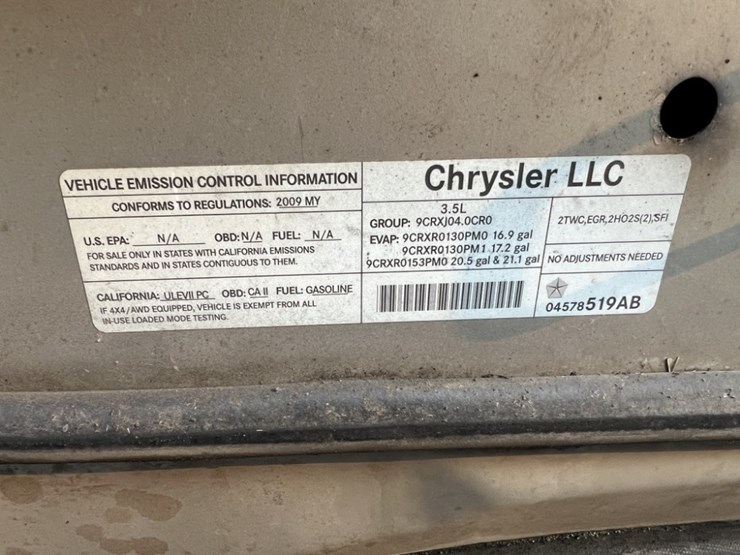 VEHICLE EMISSION CONTROL INFORMATION
CONFORMS TO REGULATIONS: 2009 MY
U.S. EPA: N/A OBD: N/A FUEL: N/A
FOR SALE ONLY IN STATES WITH CALIFORNIA EMISSIONS
STANDARDS AND IN STATES CONTIGUOUS TO THEM.
CALIFORNIA: ULEVII PC OBD: CA II FUEL: GASOLINE
IF 4X4/AWD EQUIPPED, VEHICLE IS EXEMPT FROM ALL
IN-USE LOADED MODE TESTING.
Chrysler LLC
3.5L
GROUP: 9CRXJ04.0CR0
EVAP: 9CRXR0130PM0 16.9 gal
9CRXR0130PM1 17.2 gal
9CRXR0153PM0 20.5 gal & 21.1 gal
2TWC,EGR,2HO2S(2),SFI
NO ADJUSTMENTS NEEDED
04578519AB